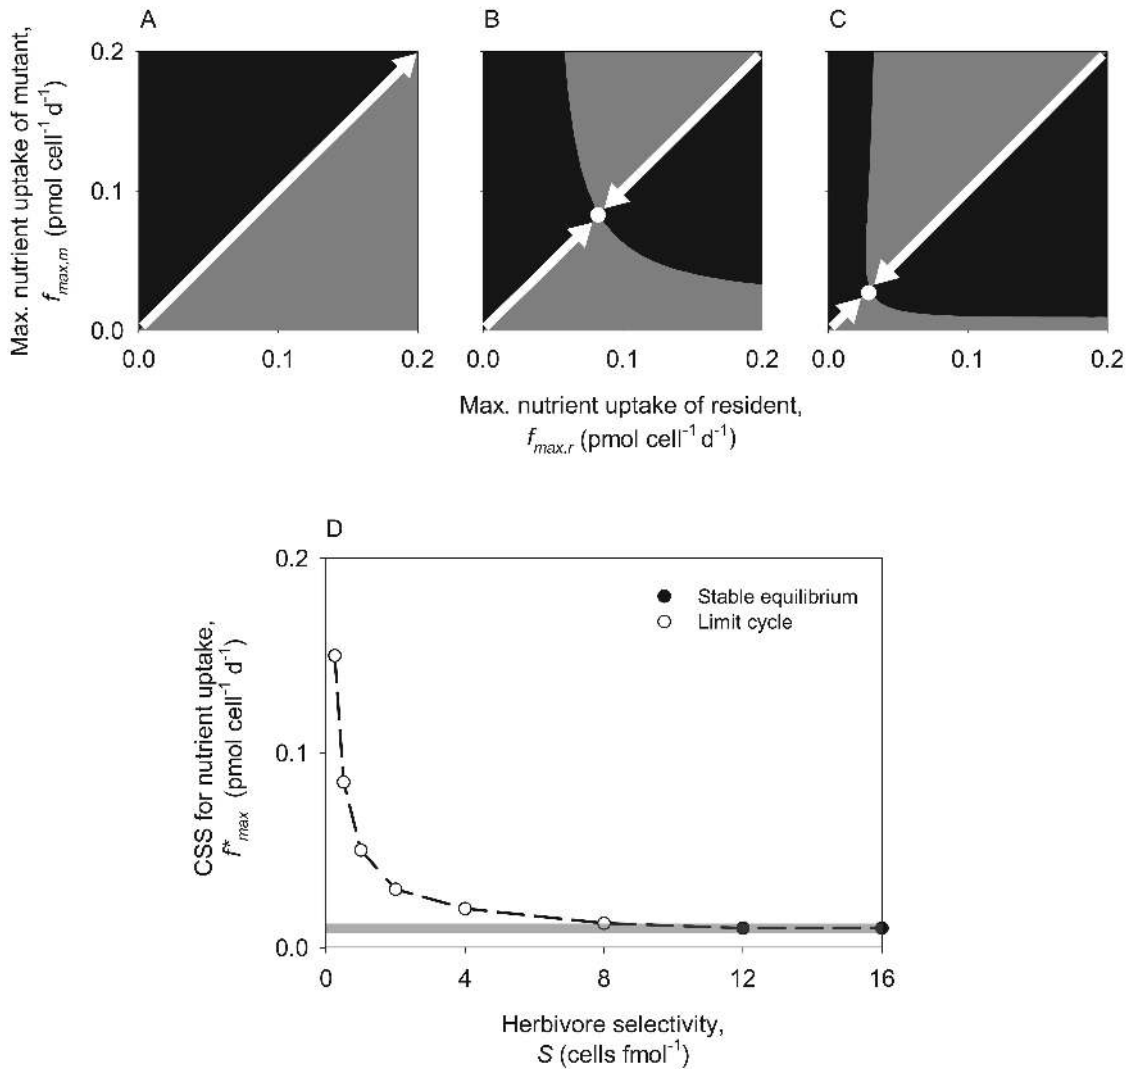 A
B
C
Max. nutrient uptake of mutant,
f_max,m (pmol cell⁻¹ d⁻¹)
0.2
0.1
0.0
0.0 0.1 0.2
0.0 0.1 0.2
0.0 0.1 0.2
Max. nutrient uptake of resident,
f_max,r (pmol cell⁻¹ d⁻¹)
D
CSS for nutrient uptake,
f*_max (pmol cell⁻¹ d⁻¹)
0.2
0.1
0.0
Stable equilibrium
Limit cycle
0 4 8 12 16
Herbivore selectivity,
S (cells fmol⁻¹)